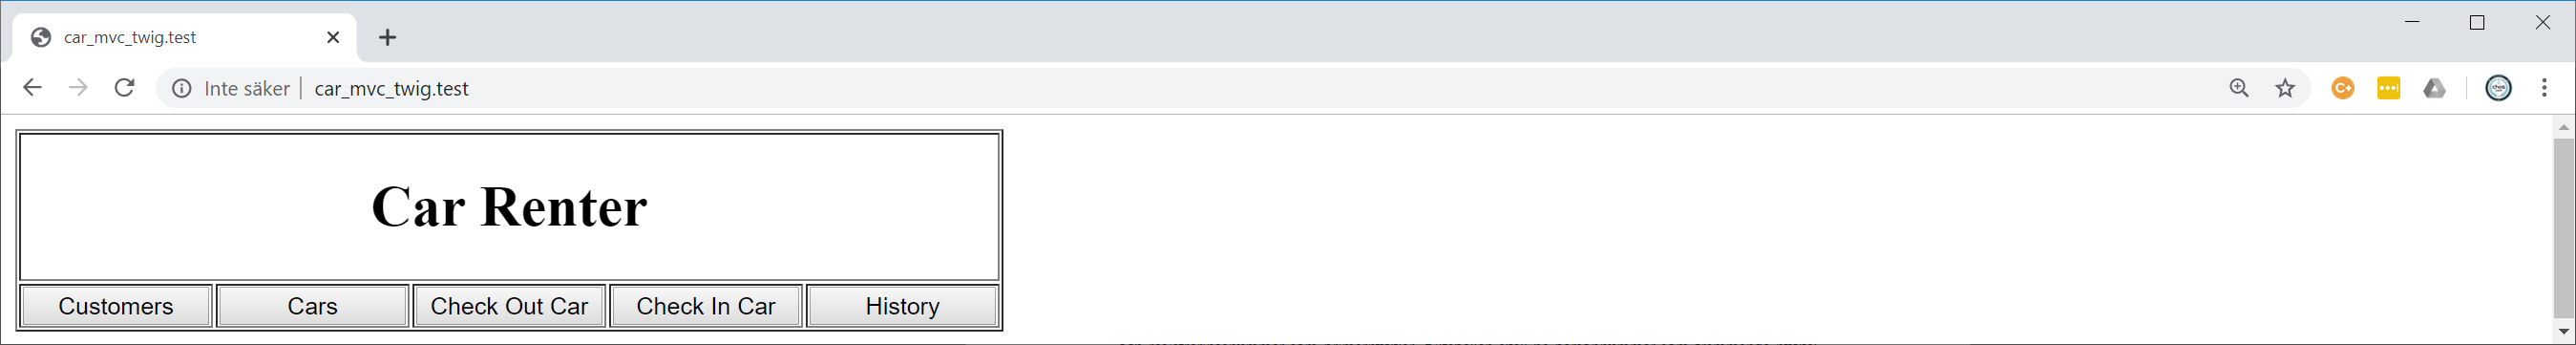 car_mvc_twig.test
Inte säker | car_mvc_twig.test
Car Renter
Customers Cars Check Out Car Check In Car History